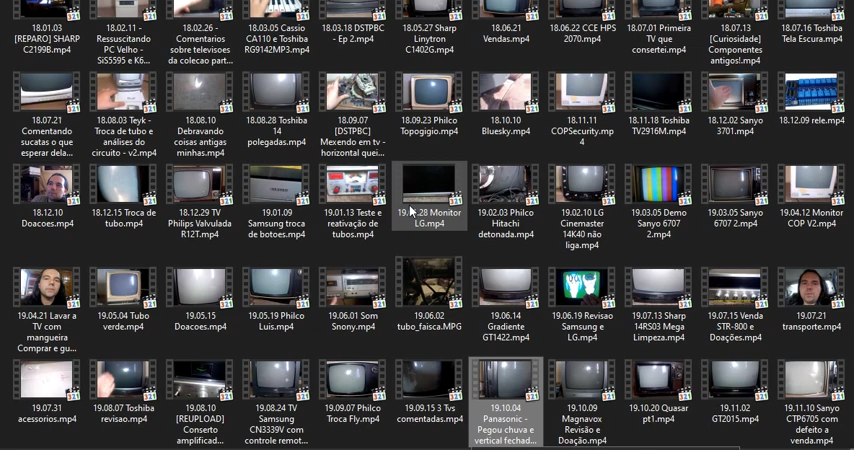 18.01.03
[REPARO] SHARP
C2199B.mp4
18.02.11 -
Ressuscitando
PC Velho -
SiS5595 e K6...
18.02.26 -
Comentarios
sobre televisoes
da colecao part...
18.03.05 Cassio
CA110 e Toshiba
RG9142MP3.mp4
18.03.18 DSTPBC
- Ep 2.mp4
18.05.27 Sharp
Linytron
C1402G.mp4
18.06.21
Vendas.mp4
18.06.22 CCE HPS
2070.mp4
18.07.01 Primeira
TV que
consertei.mp4
18.07.13
[Curiosidade]
Componentes
antigos!.mp4
18.07.16 Toshiba
Tela Escura.mp4
18.07.21
Comentando
sucatas o que
esperar dela...
18.08.03 Teyk -
Troca de tubo e
análises do
circuito - v2.mp4
18.08.10
Debravando
coisas antigas
minhas.mp4
18.08.28 Toshiba
14
polegadas.mp4
18.09.07
[DSTPBC]
Mexendo em tv -
horizontal quei...
18.09.23 Philco
Topogigio.mp4
18.10.10
Bluesky.mp4
18.11.11
COPSecurity.mp
4
18.11.18 Toshiba
TV2916M.mp4
18.12.02 Sanyo
3701.mp4
18.12.09 rele.mp4
18.12.10
Doacoes.mp4
18.12.15 Troca de
tubo.mp4
18.12.29 TV
Philips Valvulada
R12T.mp4
19.01.09
Samsung troca
de botoes.mp4
19.01.13 Teste e
reativação de
tubos.mp4
.28 Monitor
LG.mp4
19.02.03 Philco
Hitachi
detonada.mp4
19.02.10 LG
Cinemaster
14K40 não
liga.mp4
19.03.05 Demo
Sanyo 6707
2.mp4
19.03.05 Sanyo
6707 2.mp4
19.04.12 Monitor
COP V2.mp4
19.04.21 Lavar a
TV com
mangueira
Comprar e gu...
19.05.04 Tubo
verde.mp4
19.05.15
Doacoes.mp4
19.05.19 Philco
Luis.mp4
19.06.01 Som
Snony.mp4
19.06.02
tubo_faisca.MPG
19.06.14
Gradiente
GT1422.mp4
19.06.19 Revisao
Samsung e
LG.mp4
19.07.13 Sharp
14RS03 Mega
Limpeza.mp4
19.07.15 Venda
STR-800 e
Doações.mp4
19.07.21
transporte.mp4
19.07.31
acessorios.mp4
19.08.07 Toshiba
revisao.mp4
19.08.10
[REUPLOAD]
Conserto
amplificad...
19.08.24 TV
Samsung
CN3339V com
controle remot...
19.09.07 Philco
Troca Fly.mp4
19.09.15 3 Tvs
comentadas.mp4
19.10.04
Panasonic -
Pegou chuva e
vertical fechad...
19.10.09
Magnavox
Revisão e
Doação.mp4
19.10.20 Quasar
pt1.mp4
19.11.02
GT2015.mp4
19.11.10 Sanyo
CTP6705 com
defeito a
venda.mp4